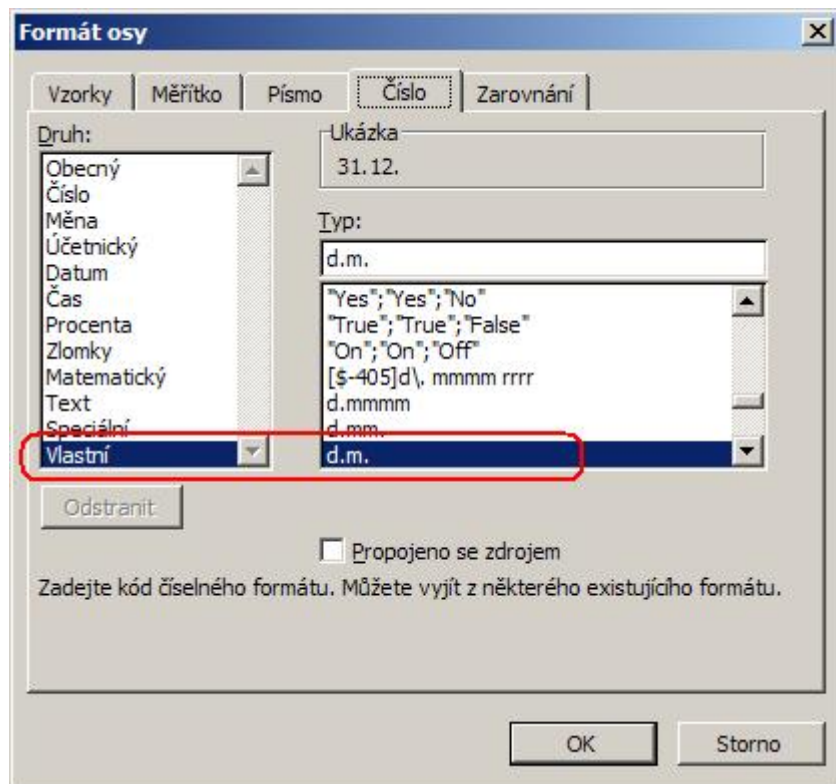 Formát osy
Vzorky
Měřítko
Písmo
Číslo
Zarovnání
Druh:
Obecný
Číslo
Měna
Účetnický
Datum
Čas
Procenta
Zlomky
Matematický
Text
Speciální
Vlastní
Odstranit
Ukázka
31.12.
Typ:
d.m.
"Yes";"Yes";"No"
"True";"True";"False"
"On";"On";"Off"
[$-405]d\. mmmm rrrr
d.mmmm
d.mm.
d.m.
Propojeno se zdrojem
Zadejte kód číselného formátu. Můžete vyjít z některého existujícího formátu.
OK
Storno